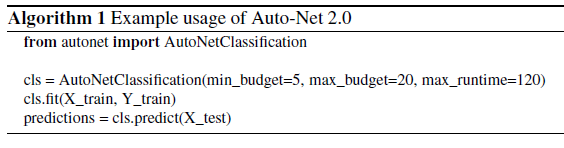 Algorithm 1 Example usage of Auto-Net 2.0
from autonet import AutoNetClassification
cls = AutoNetClassification(min_budget=5, max_budget=20, max_runtime=120)
cls.fit(X_train, Y_train)
predictions = cls.predict(X_test)